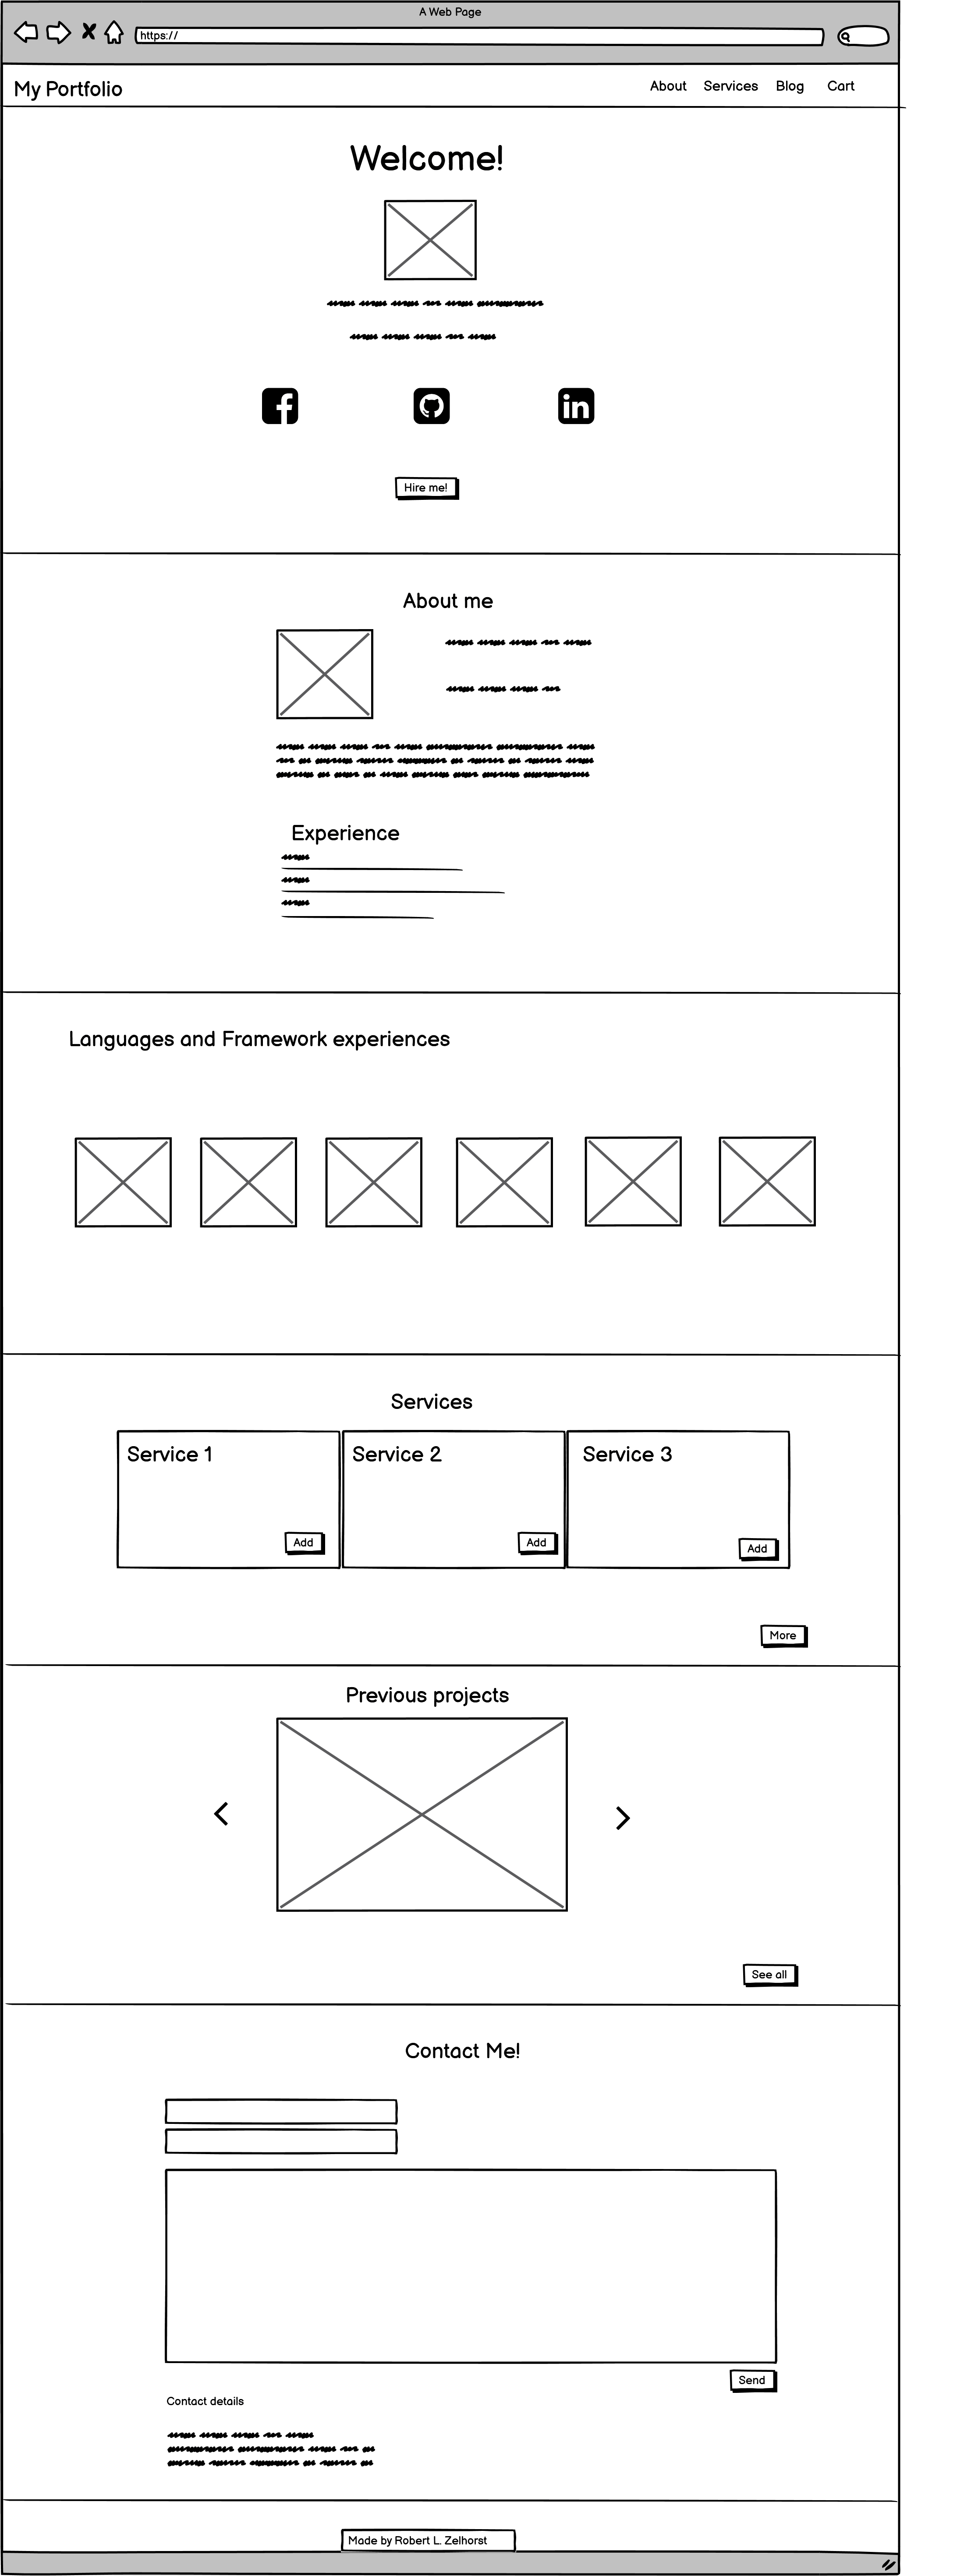 A Web Page
https://
My Portfolio
About Services Blog Cart
Welcome!
Hire me!
About me
Experience
Languages and Framework experiences
Services
Service 1
Service 2
Service 3
Add
Add
Add
More
Previous projects
See all
Contact Me!
Send
Contact details
Made by Robert L. Zelhorst